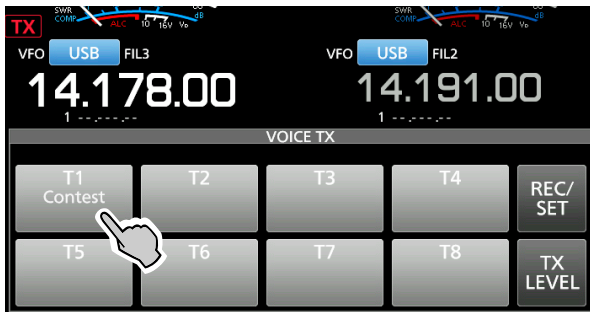 SWR
COMP
ALC 10 16V VD dB
SWR
COMP
ALC 10 16V VD dB
TX
VFO USB FIL3
VFO USB FIL2
14.178.00
14.191.00
1 --.---.--
1 --.---.--
VOICE TX
T1 T2 T3 T4 REC/
Contest SET
T5 T6 T7 T8 TX
LEVEL